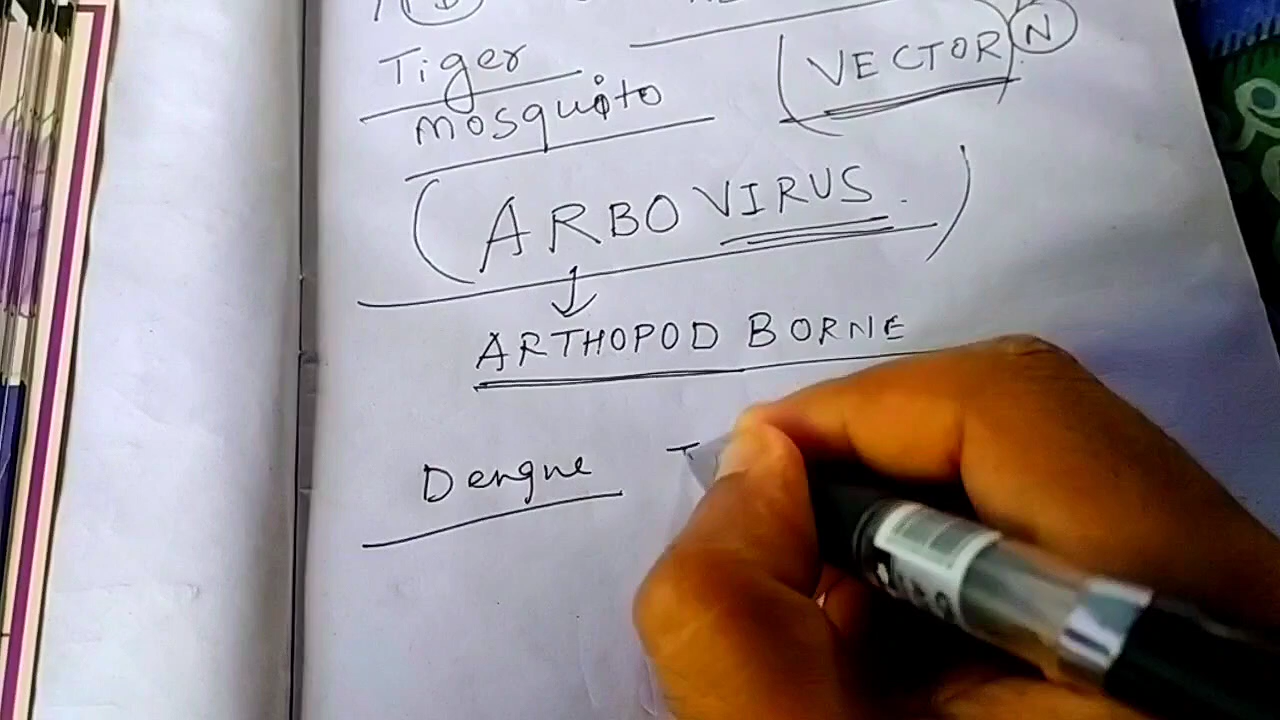 Tiger
mosquito
(VECTOR) N
(ARBOVIRUS.)
ARTHOPOD BORNE
Dengue T